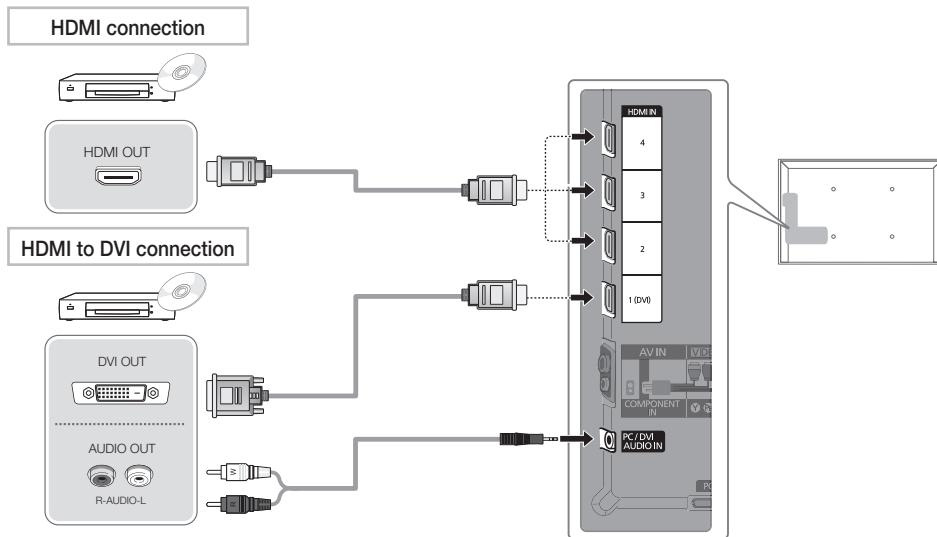 HDMI connection
HDMI OUT
HDMI to DVI connection
DVI OUT
AUDIO OUT
R-AUDIO-L
W
R
HDMI IN
4
3
2
1 (DVI)
AV IN
COMPONENT
IN
Y
PC / DVI
AUDIO IN